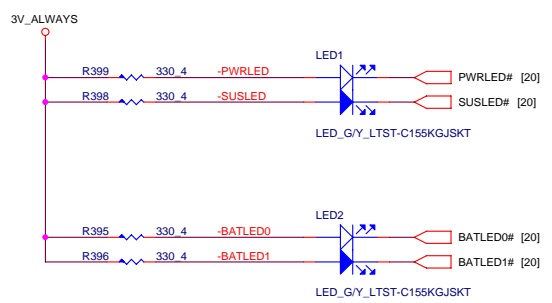 3V_ALWAYS
LED1
R399 330_4 -PWRLED PWRLED# [20]
R398 330_4 -SUSLED SUSLED# [20]
LED_G/Y_LTST-C155KGJSKT
LED2
R395 330_4 -BATLED0 BATLED0# [20]
R396 330_4 -BATLED1 BATLED1# [20]
LED_G/Y_LTST-C155KGJSKT